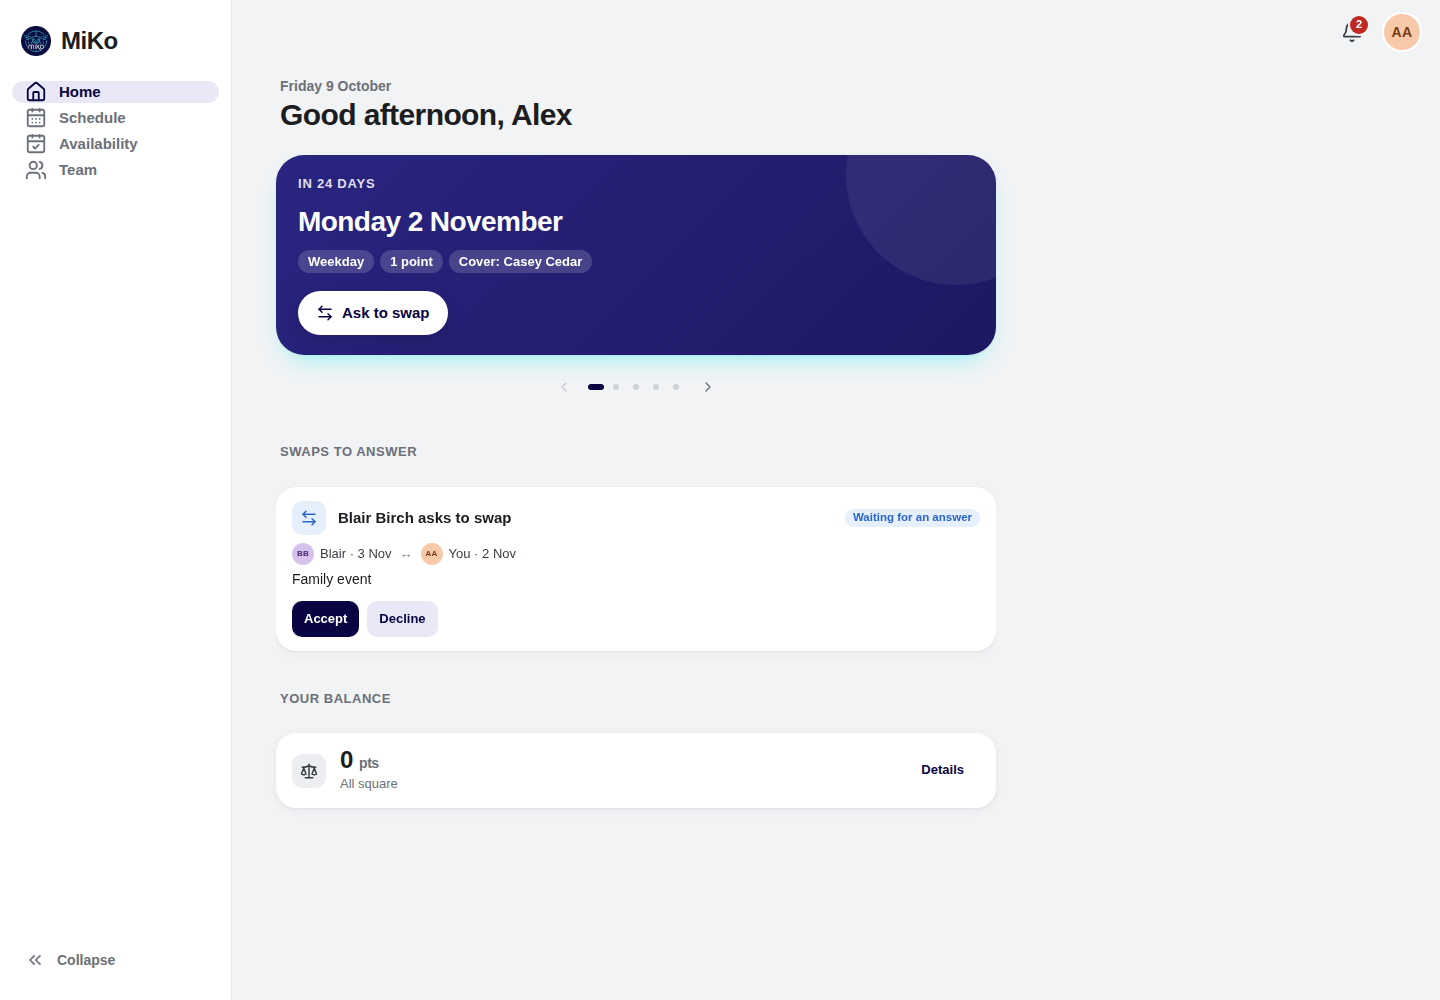 miko
MiKo
2
AA
Home
Schedule
Availability
Team
Friday 9 October
Good afternoon, Alex
IN 24 DAYS
Monday 2 November
Weekday
1 point
Cover: Casey Cedar
Ask to swap
SWAPS TO ANSWER
Blair Birch asks to swap
Waiting for an answer
BB Blair · 3 Nov ↔ AA You · 2 Nov
Family event
Accept
Decline
YOUR BALANCE
0 pts
All square
Details
Collapse